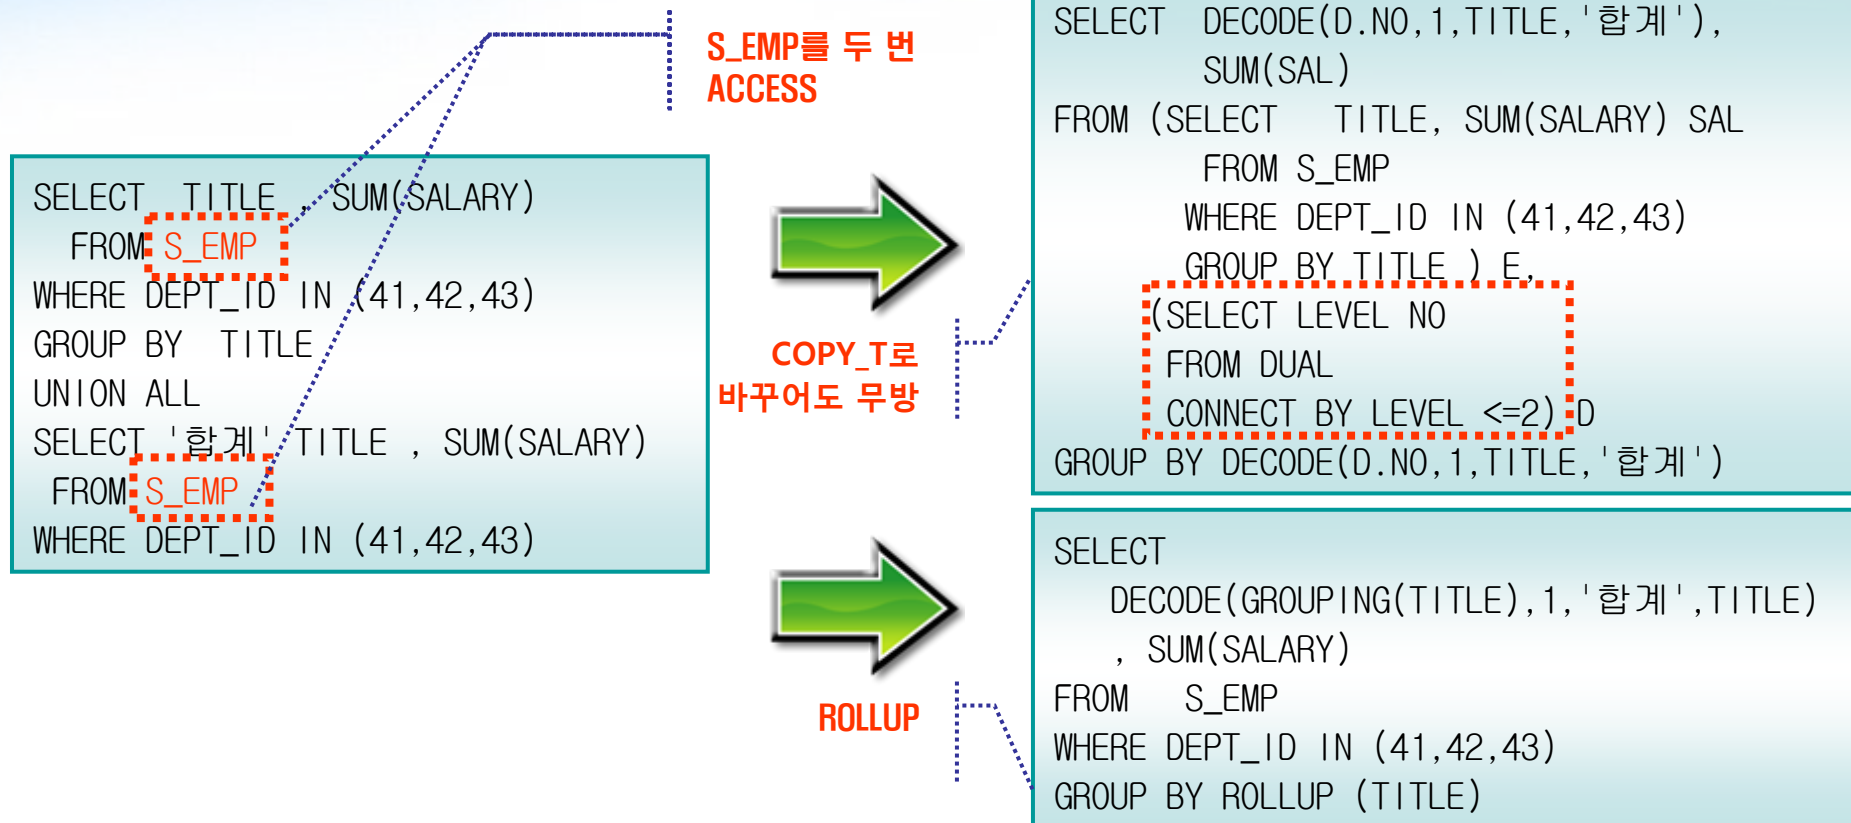 S_EMP를 두 번
ACCESS
SELECT TITLE , SUM(SALARY)
FROM S_EMP
WHERE DEPT_ID IN (41,42,43)
GROUP BY TITLE
UNION ALL
SELECT '합계' TITLE , SUM(SALARY)
FROM S_EMP
WHERE DEPT_ID IN (41,42,43)
COPY_T로
바꾸어도 무방
SELECT DECODE(D.NO,1,TITLE,'합계'),
SUM(SAL)
FROM (SELECT TITLE, SUM(SALARY) SAL
FROM S_EMP
WHERE DEPT_ID IN (41,42,43)
GROUP BY TITLE ) E,
(SELECT LEVEL NO
FROM DUAL
CONNECT BY LEVEL <=2) D
GROUP BY DECODE(D.NO,1,TITLE,'합계')
ROLLUP
SELECT
DECODE(GROUPING(TITLE),1,'합계',TITLE)
, SUM(SALARY)
FROM S_EMP
WHERE DEPT_ID IN (41,42,43)
GROUP BY ROLLUP (TITLE)